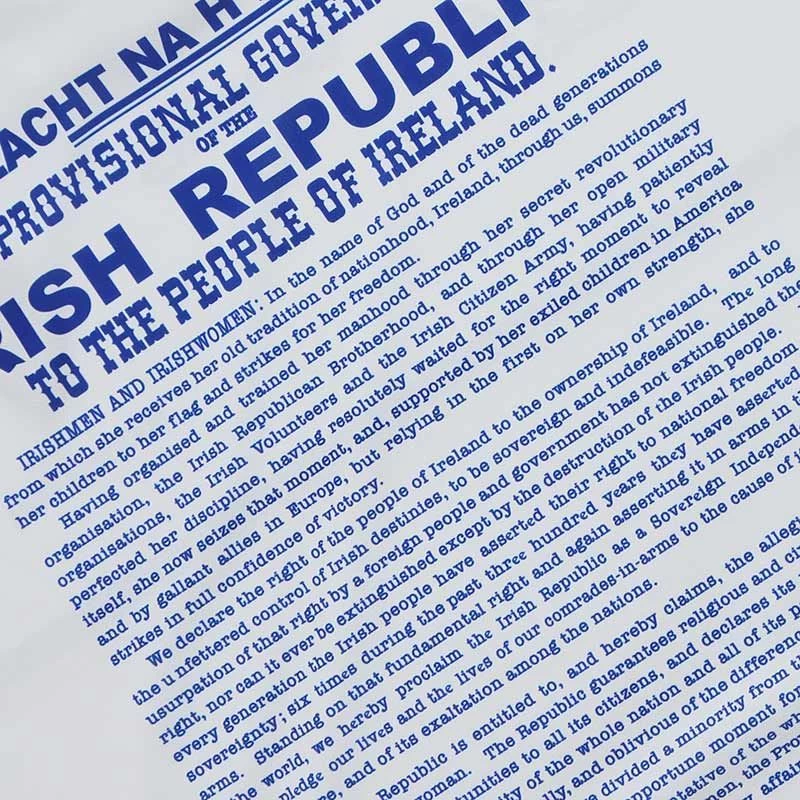 NA H
PROVISIONAL
OF THE
REPUBLI
TO THE PEOPLE OF IRELAND.
IRISHMEN AND IRISHWOMEN: In the name of God and of the dead generations
from which she receives her old tradition of nationhood, Ireland, through us, summons
her children to her flag and strikes for her freedom.
Having organised and trained her manhood through her secret revolutionary
organisation, the Irish Republican Brotherhood, and through her open military
organisations, the Irish Volunteers and the Irish Citizen Army, having patiently
perfected her discipline, having resolutely waited for the right moment to reveal
itself, she now seizes that moment, and, supported by her exiled children in America
and by gallant allies in Europe, but relying in the first on her own strength, she
strikes in full confidence of victory.
We declare the right of the people of Ireland to the ownership of Ireland, and to
the unfettered control of Irish destinies, to be sovereign and indefeasible. The long
usurpation of that right by a foreign people and government has not extinguished the
right, nor can it ever be extinguished except by the destruction of the Irish people.
every generation the Irish people have asserted their right to national freedom
sovereignty; six times during the past three hundred years they have asserted
arms. Standing on that fundamental right and again asserting it in arms in
the world, we hereby proclaim the Irish Republic as a Sovereign Independ
pledge our lives and the lives of our comrades-in-arms to the cause of
and of its exaltation among the nations.
Republic is entitled to, and hereby claims, the
The Republic guarantees religious and
to all its citizens, and declares its
of the whole nation and all of its
and oblivious of the
divided a minority from
moment
of the
the